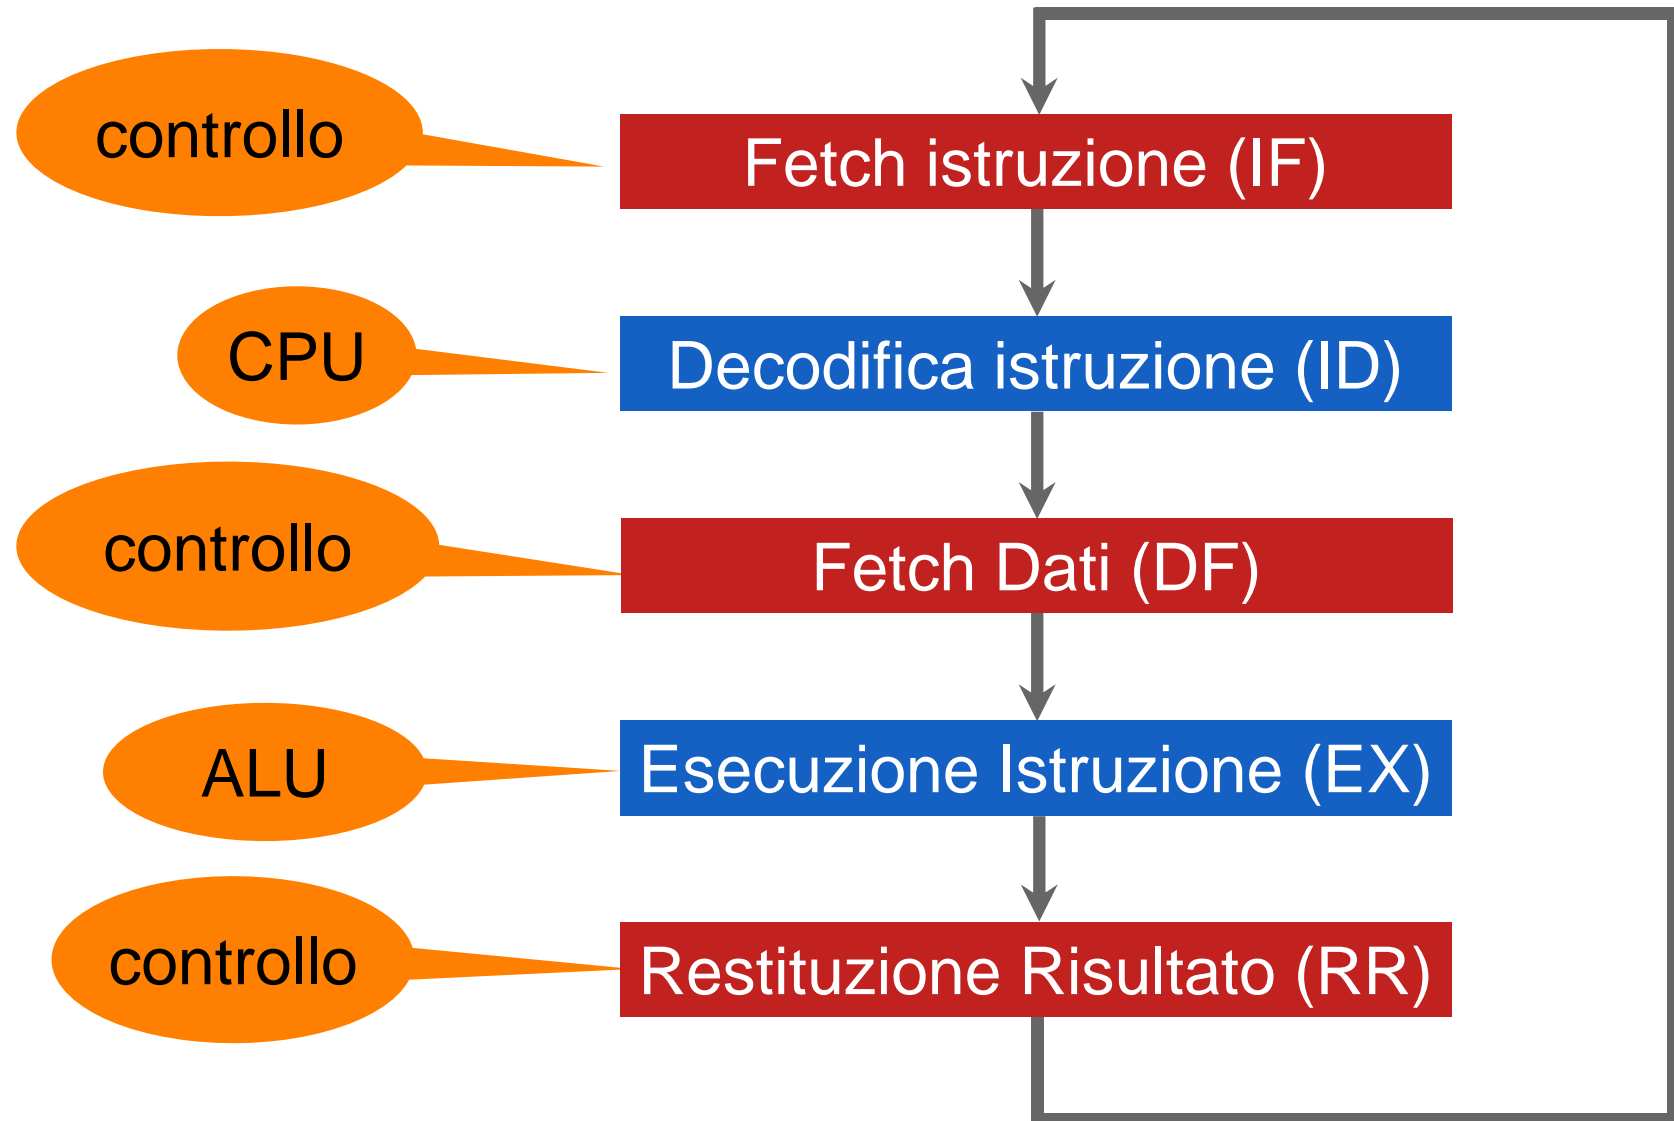 controllo
Fetch istruzione (IF)
CPU
Decodifica istruzione (ID)
controllo
Fetch Dati (DF)
ALU
Esecuzione Istruzione (EX)
controllo
Restituzione Risultato (RR)